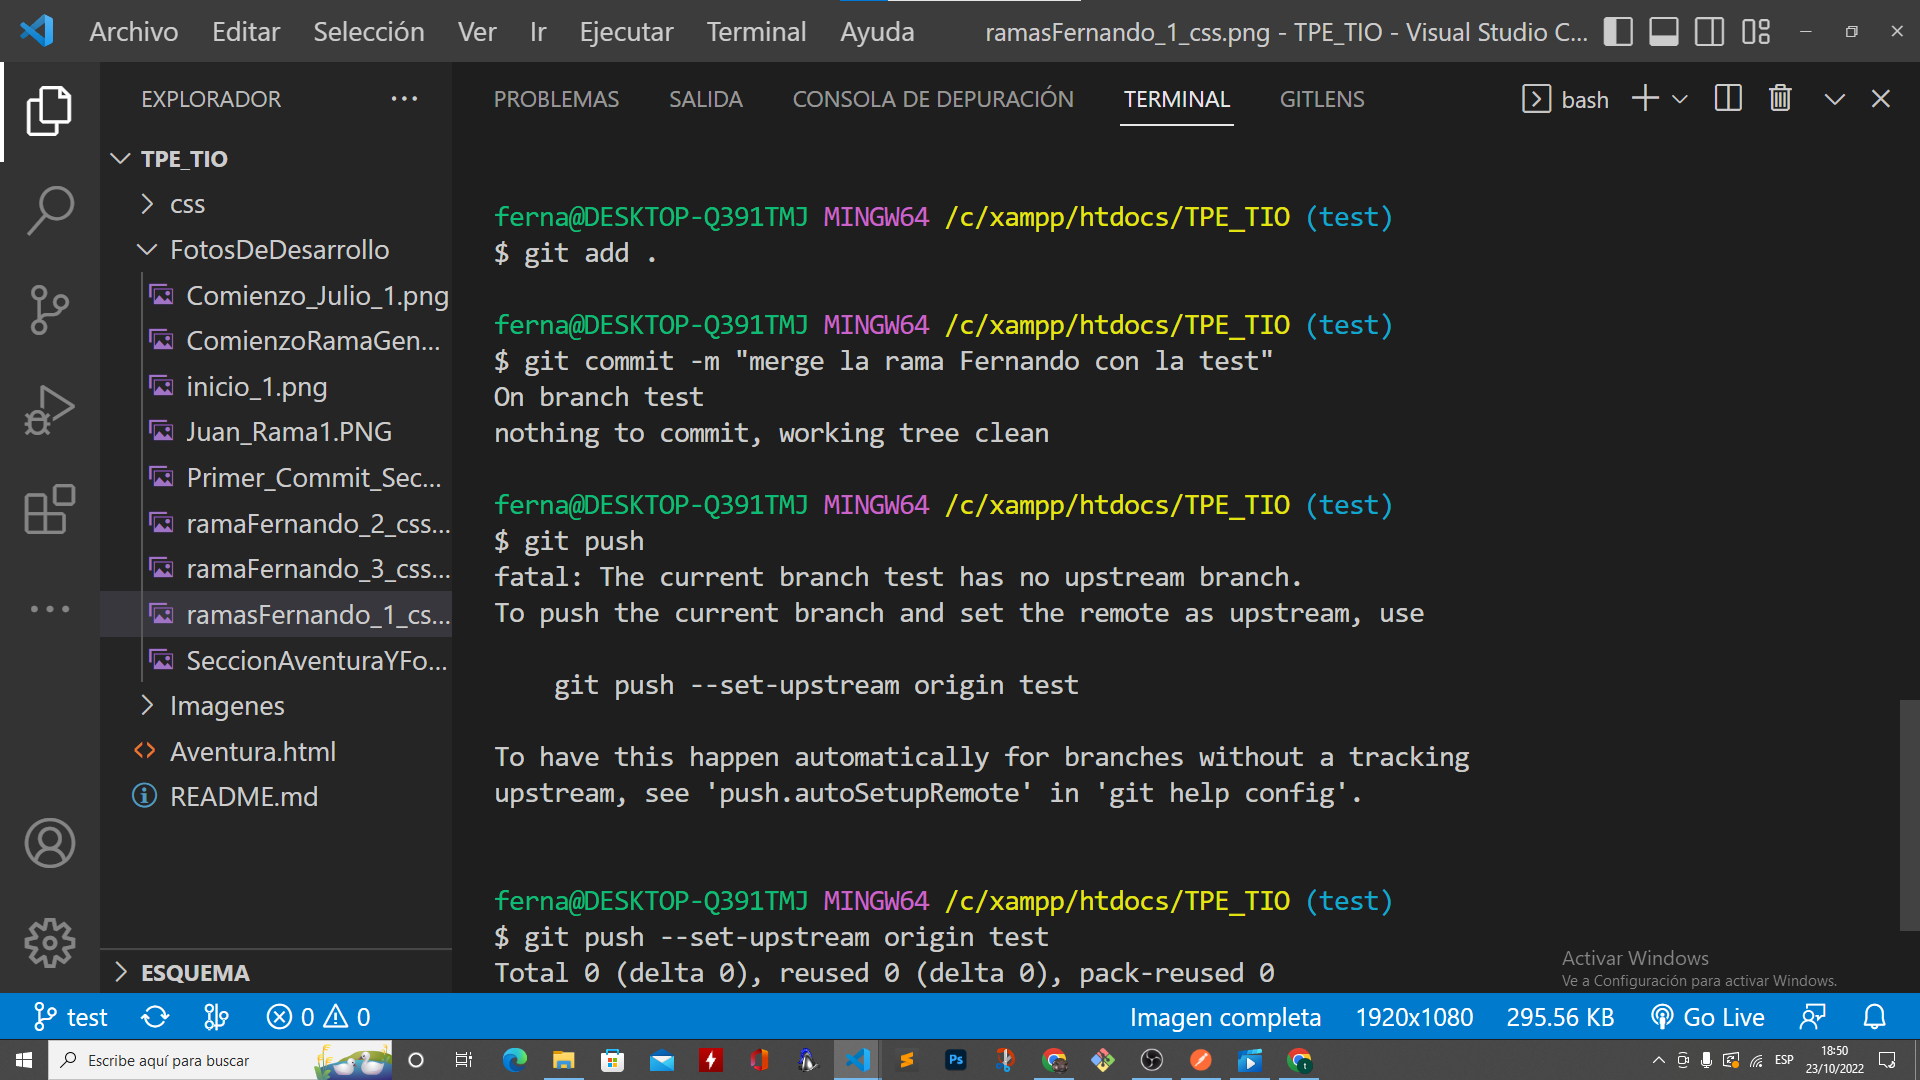 Archivo Editar Selección Ver Ir Ejecutar Terminal Ayuda ramasFernando_1_css.png - TPE_TIO - Visual Studio C...
EXPLORADOR
TPE_TIO
css
FotosDeDesarrollo
Comienzo_Julio_1.png
ComienzoRamaGen...
inicio_1.png
Juan_Rama1.PNG
Primer_Commit_Sec...
ramaFernando_2_css...
ramaFernando_3_css...
ramasFernando_1_cs...
SeccionAventuraYFo...
Imagenes
Aventura.html
README.md
ESQUEMA
PROBLEMAS SALIDA CONSOLA DE DEPURACIÓN TERMINAL GITLENS bash
ferna@DESKTOP-Q391TMJ MINGW64 /c/xampp/htdocs/TPE_TIO (test)
$ git add .
ferna@DESKTOP-Q391TMJ MINGW64 /c/xampp/htdocs/TPE_TIO (test)
$ git commit -m "merge la rama Fernando con la test"
On branch test
nothing to commit, working tree clean
ferna@DESKTOP-Q391TMJ MINGW64 /c/xampp/htdocs/TPE_TIO (test)
$ git push
fatal: The current branch test has no upstream branch.
To push the current branch and set the remote as upstream, use
git push --set-upstream origin test
To have this happen automatically for branches without a tracking
upstream, see 'push.autoSetupRemote' in 'git help config'.
ferna@DESKTOP-Q391TMJ MINGW64 /c/xampp/htdocs/TPE_TIO (test)
$ git push --set-upstream origin test
Total 0 (delta 0), reused 0 (delta 0), pack-reused 0
Activar Windows
Ve a Configuración para activar Windows.
test 0 0 Imagen completa 1920x1080 295.56 KB Go Live
Escribe aquí para buscar
Ps
t
ESP
18:50
23/10/2022